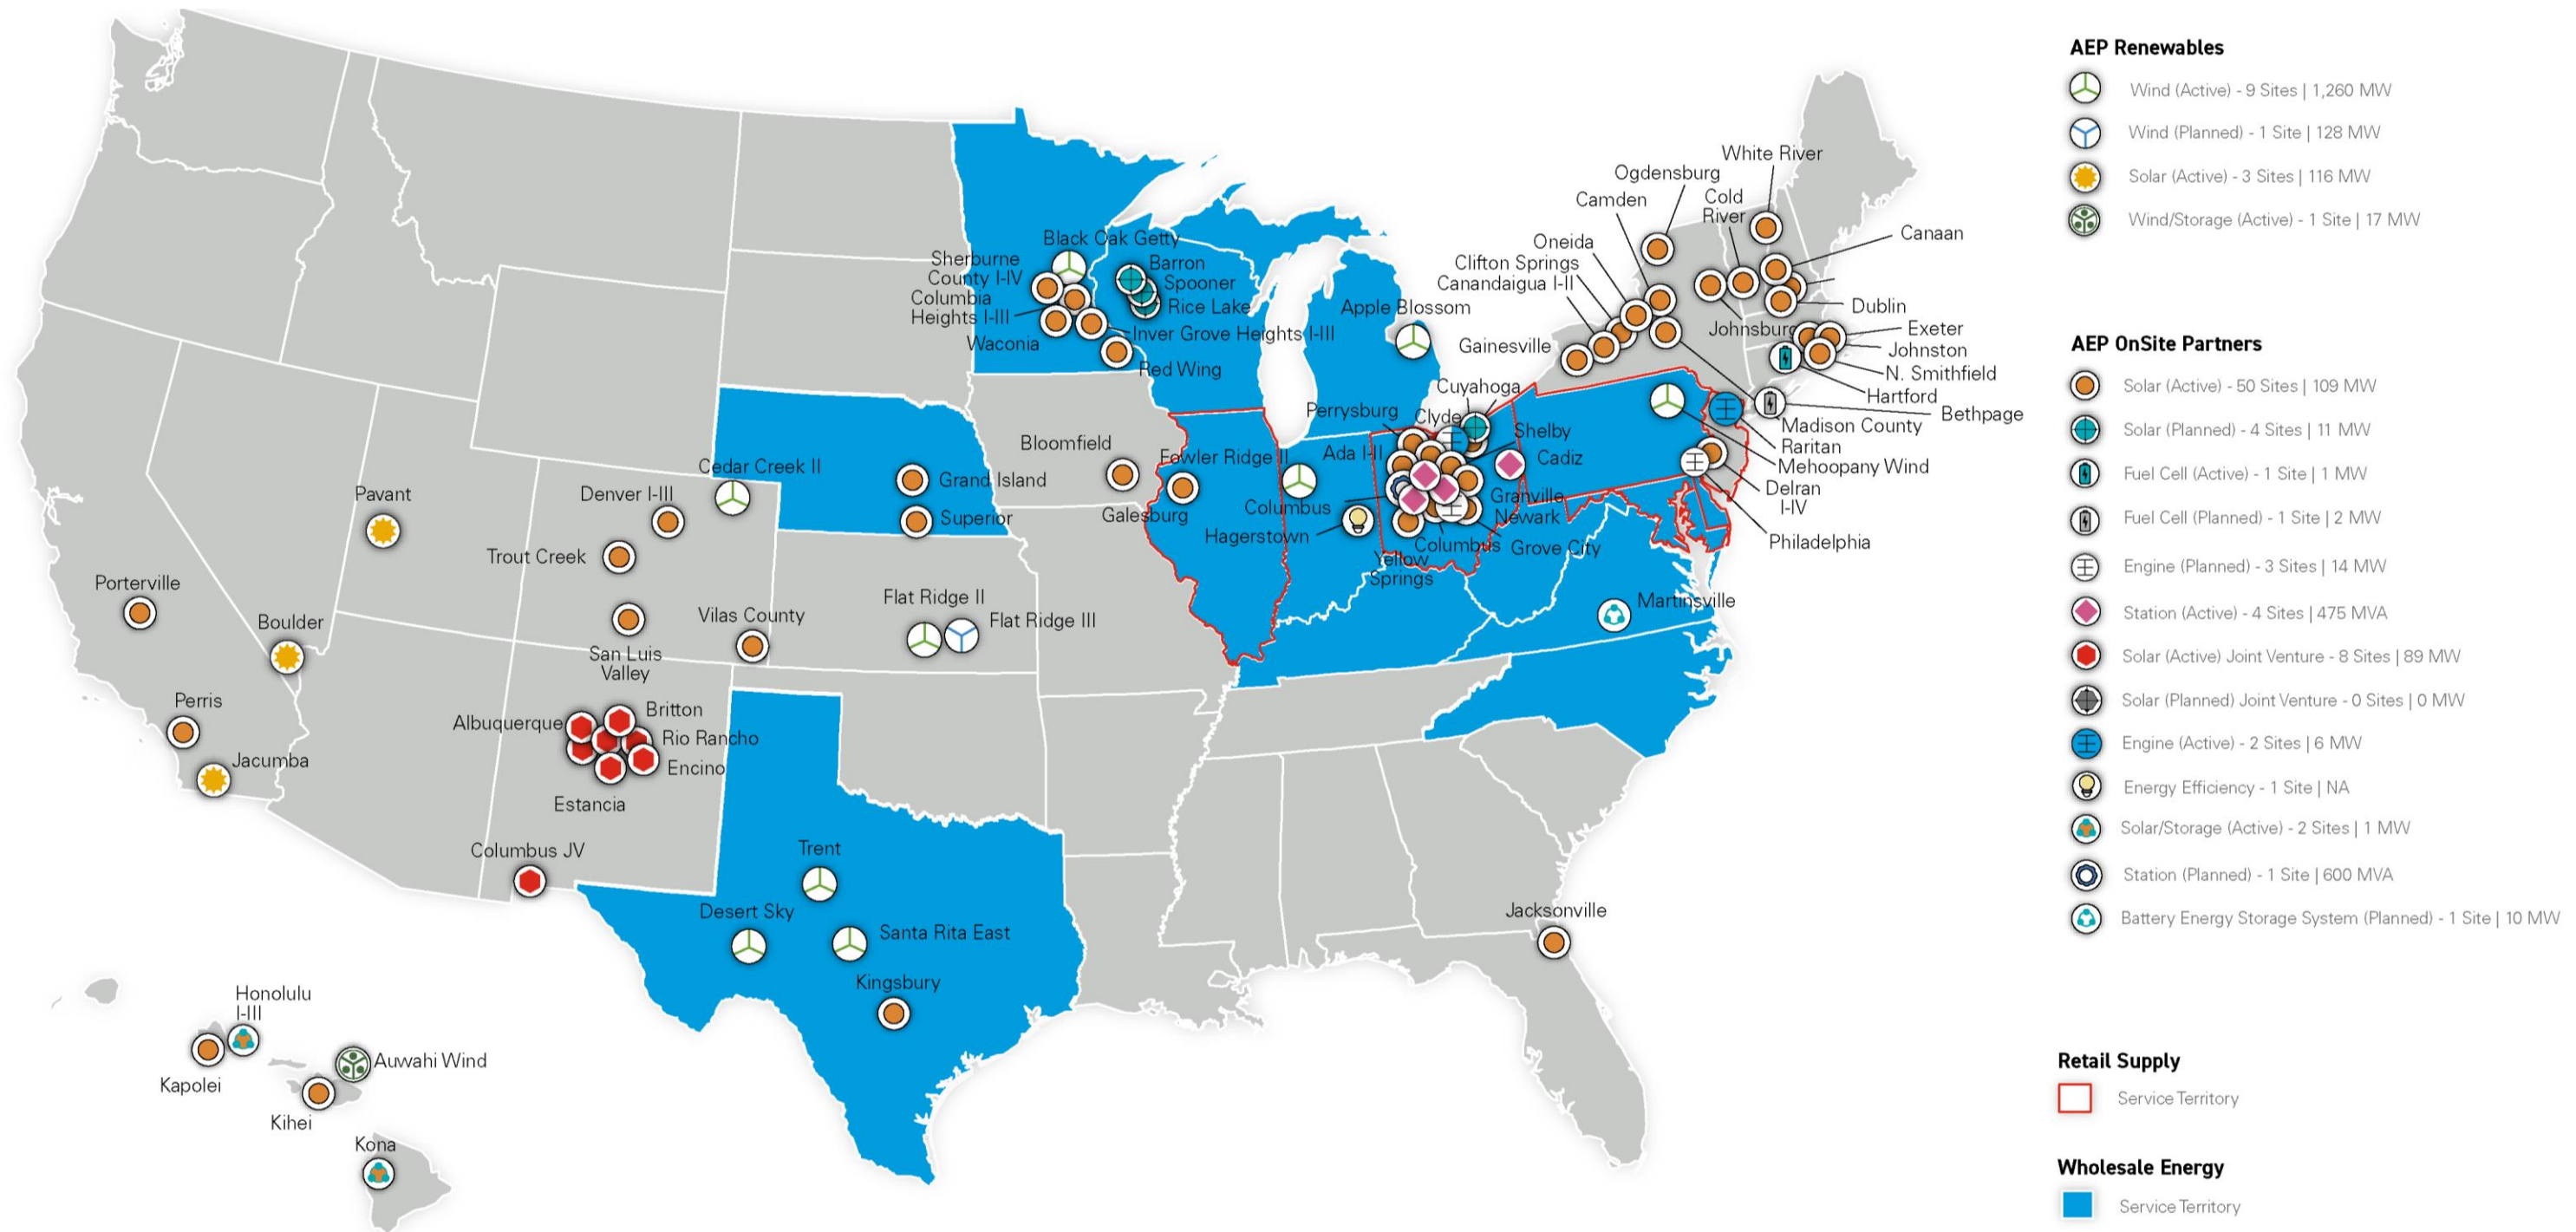 AEP Renewables
Wind (Active) - 9 Sites | 1,260 MW
Wind (Planned) - 1 Site | 128 MW
Solar (Active) - 3 Sites | 116 MW
Wind/Storage (Active) - 1 Site | 17 MW
AEP OnSite Partners
Solar (Active) - 50 Sites | 109 MW
Solar (Planned) - 4 Sites | 11 MW
Fuel Cell (Active) - 1 Site | 1 MW
Fuel Cell (Planned) - 1 Site | 2 MW
Engine (Planned) - 3 Sites | 14 MW
Station (Active) - 4 Sites | 475 MVA
Solar (Active) Joint Venture - 8 Sites | 89 MW
Solar (Planned) Joint Venture - 0 Sites | 0 MW
Engine (Active) - 2 Sites | 6 MW
Energy Efficiency - 1 Site | NA
Solar/Storage (Active) - 2 Sites | 1 MW
Station (Planned) - 1 Site | 600 MVA
Battery Energy Storage System (Planned) - 1 Site | 10 MW
Retail Supply
Service Territory
Wholesale Energy
Service Territory
White River
Ogdensburg
Camden
Cold
River
Canaan
Oneida
Clifton Springs
Canandaigua I-II
Gainesville
Johnsburg
Dublin
Exeter
Johnston
N. Smithfield
Hartford
Bethpage
Madison County
Raritan
Mehoopany Wind
Delran
I-IV
Philadelphia
Black Oak Getty
Sherburne
County I-IV
Columbia
Heights I-III
Waconia
Barron
Spooner
Rice Lake
Inver Grove Heights I-III
Red Wing
Apple Blossom
Cuyahoga
Perrysburg
Clyde
Shelby
Ada I-II
Cadiz
Granville
Newark
Columbus
Hagerstown
Columbus
Grove City
Yellow
Springs
Fowler Ridge II
Bloomfield
Galesburg
Martinsville
Cedar Creek II
Grand Island
Superior
Denver I-III
Trout Creek
San Luis
Valley
Vilas County
Flat Ridge II
Flat Ridge III
Pavant
Porterville
Boulder
Perris
Jacumba
Albuquerque
Britton
Rio Rancho
Encino
Estancia
Columbus JV
Trent
Desert Sky
Santa Rita East
Kingsbury
Jacksonville
Honolulu
I-III
Kapolei
Auwahi Wind
Kihei
Kona